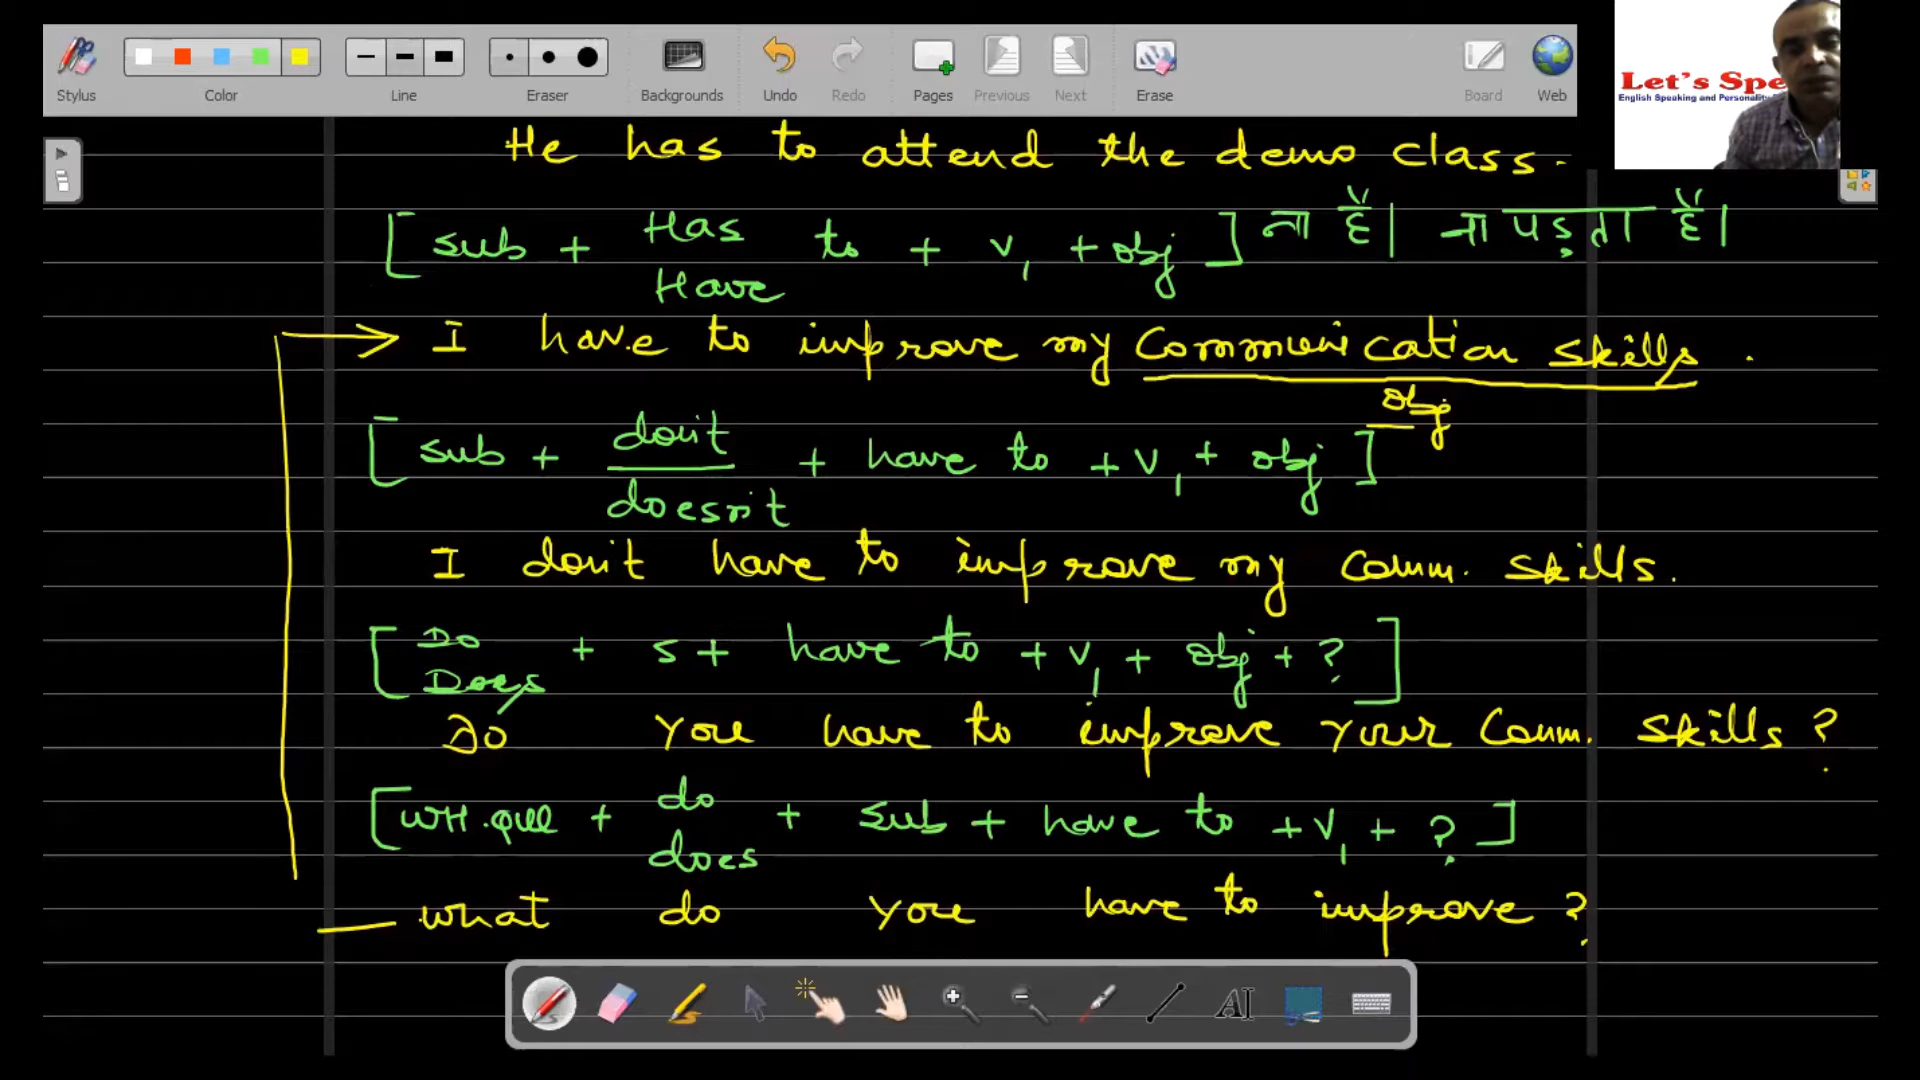 Stylus Color Line Eraser Backgrounds Undo Redo Pages Previous Next Erase Board Web
Let's Spe
English Speaking and Personality
He has to attend the demo class.
[sub + Has to + V1 + obj] ना है। ना पड़ता है।
Have
→ I have to improve my Communication skills.
obj
[sub + don't + have to + V1 + obj]
doesn't
I don't have to improve my comm. skills.
[Do + s + have to + V1 + obj + ?]
Does
Do you have to improve your Comm. skills?
[WH.que + do + sub + have to + V1 + ?]
does
what do you have to improve?
AI